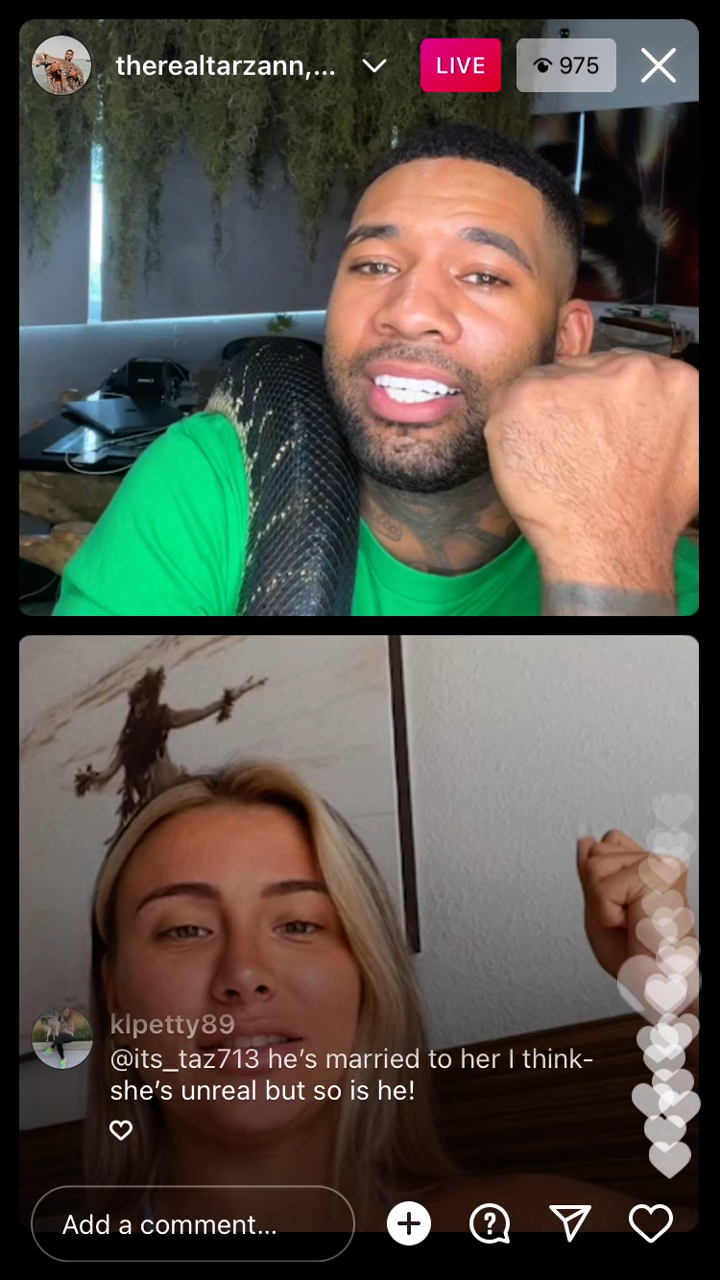 therealtarzann,...
LIVE
975
klpetty89
@its_taz713 he’s married to her I think-
she’s unreal but so is he!
Add a comment...